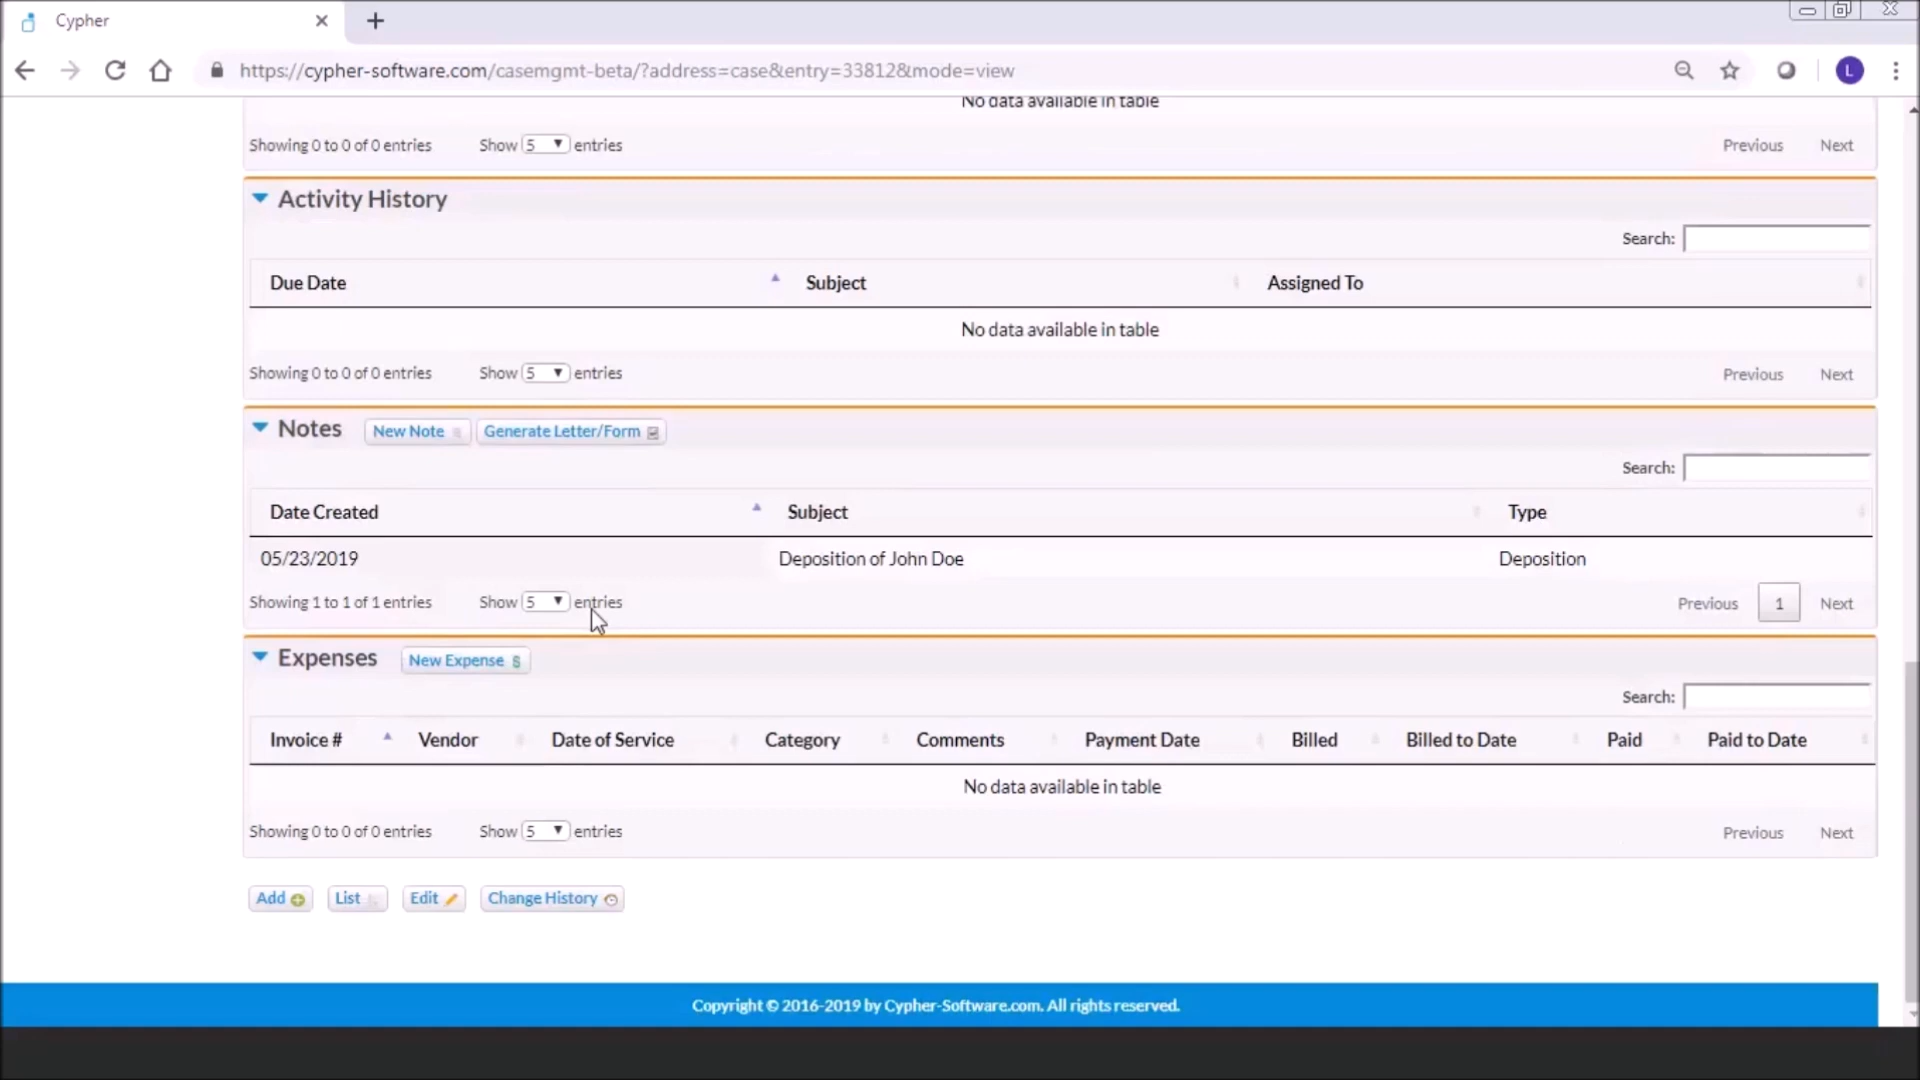 Cypher
https://cypher-software.com/casemgmt-beta/?address=case&entry=33812&mode=view
L
No data available in table
Showing 0 to 0 of 0 entries Show 5 entries Previous Next
Activity History
Search:
Due Date Subject Assigned To
No data available in table
Showing 0 to 0 of 0 entries Show 5 entries Previous Next
Notes New Note Generate Letter/Form
Search:
Date Created Subject Type
05/23/2019 Deposition of John Doe Deposition
Showing 1 to 1 of 1 entries Show 5 entries Previous 1 Next
Expenses New Expense $
Search:
Invoice # Vendor Date of Service Category Comments Payment Date Billed Billed to Date Paid Paid to Date
No data available in table
Showing 0 to 0 of 0 entries Show 5 entries Previous Next
Add List Edit Change History
Copyright © 2016-2019 by Cypher-Software.com. All rights reserved.